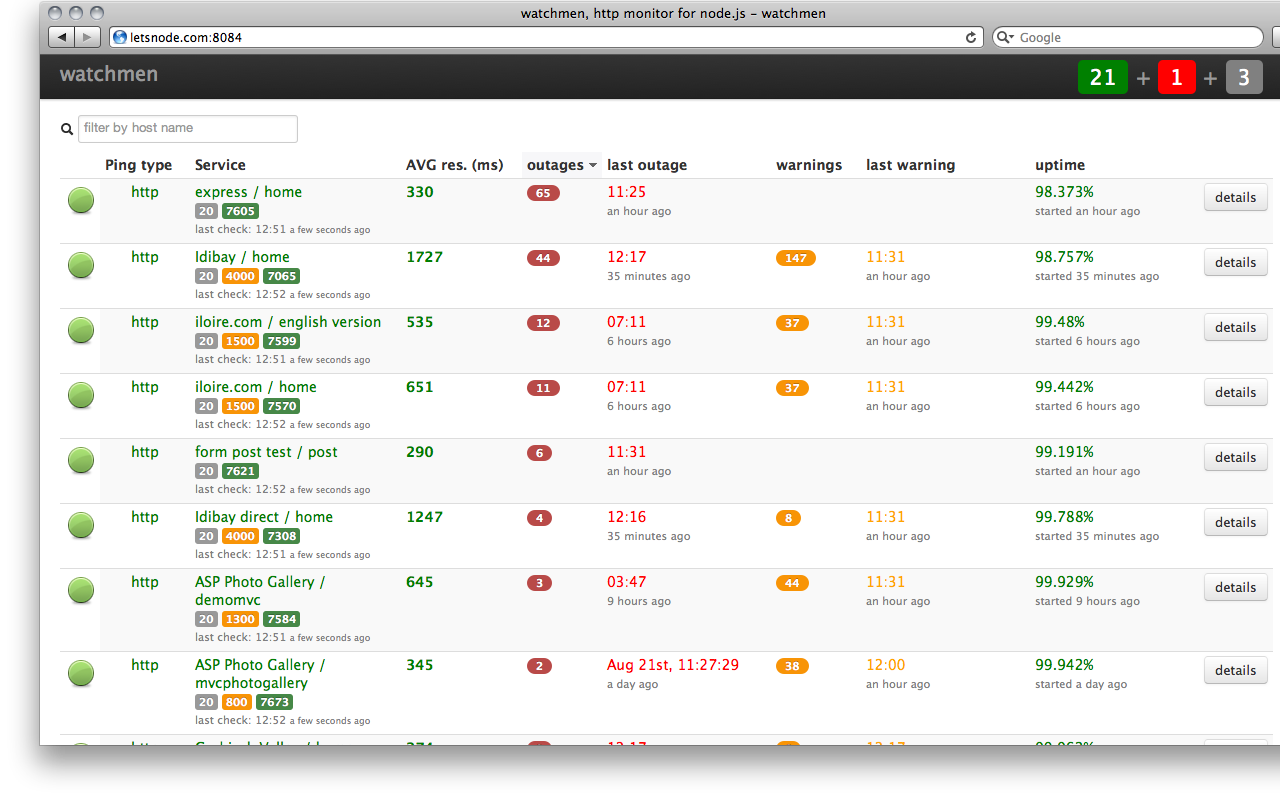 watchmen, http monitor for node.js – watchmen
letsnode.com:8084
Google
watchmen
21 + 1 + 3
filter by host name
Ping type Service AVG res. (ms) outages last outage warnings last warning uptime
http express / home 330 65 11:25 98.373% details
20 7605 an hour ago started an hour ago
last check: 12:51 a few seconds ago
http Idibay / home 1727 44 12:17 147 11:31 98.757% details
20 4000 7065 35 minutes ago an hour ago started 35 minutes ago
last check: 12:52 a few seconds ago
http iloire.com / english version 535 12 07:11 37 11:31 99.48% details
20 1500 7599 6 hours ago an hour ago started 6 hours ago
last check: 12:51 a few seconds ago
http iloire.com / home 651 11 07:11 37 11:31 99.442% details
20 1500 7570 6 hours ago an hour ago started 6 hours ago
last check: 12:52 a few seconds ago
http form post test / post 290 6 11:31 99.191% details
20 7621 an hour ago started an hour ago
last check: 12:52 a few seconds ago
http Idibay direct / home 1247 4 12:16 8 11:31 99.788% details
20 4000 7308 35 minutes ago an hour ago started 35 minutes ago
last check: 12:51 a few seconds ago
http ASP Photo Gallery / 645 3 03:47 44 11:31 99.929% details
demomvc 9 hours ago an hour ago started 9 hours ago
20 1300 7584
last check: 12:51 a few seconds ago
http ASP Photo Gallery / 345 2 Aug 21st, 11:27:29 38 12:00 99.942% details
mvcphotogallery a day ago an hour ago started a day ago
20 800 7673
last check: 12:52 a few seconds ago